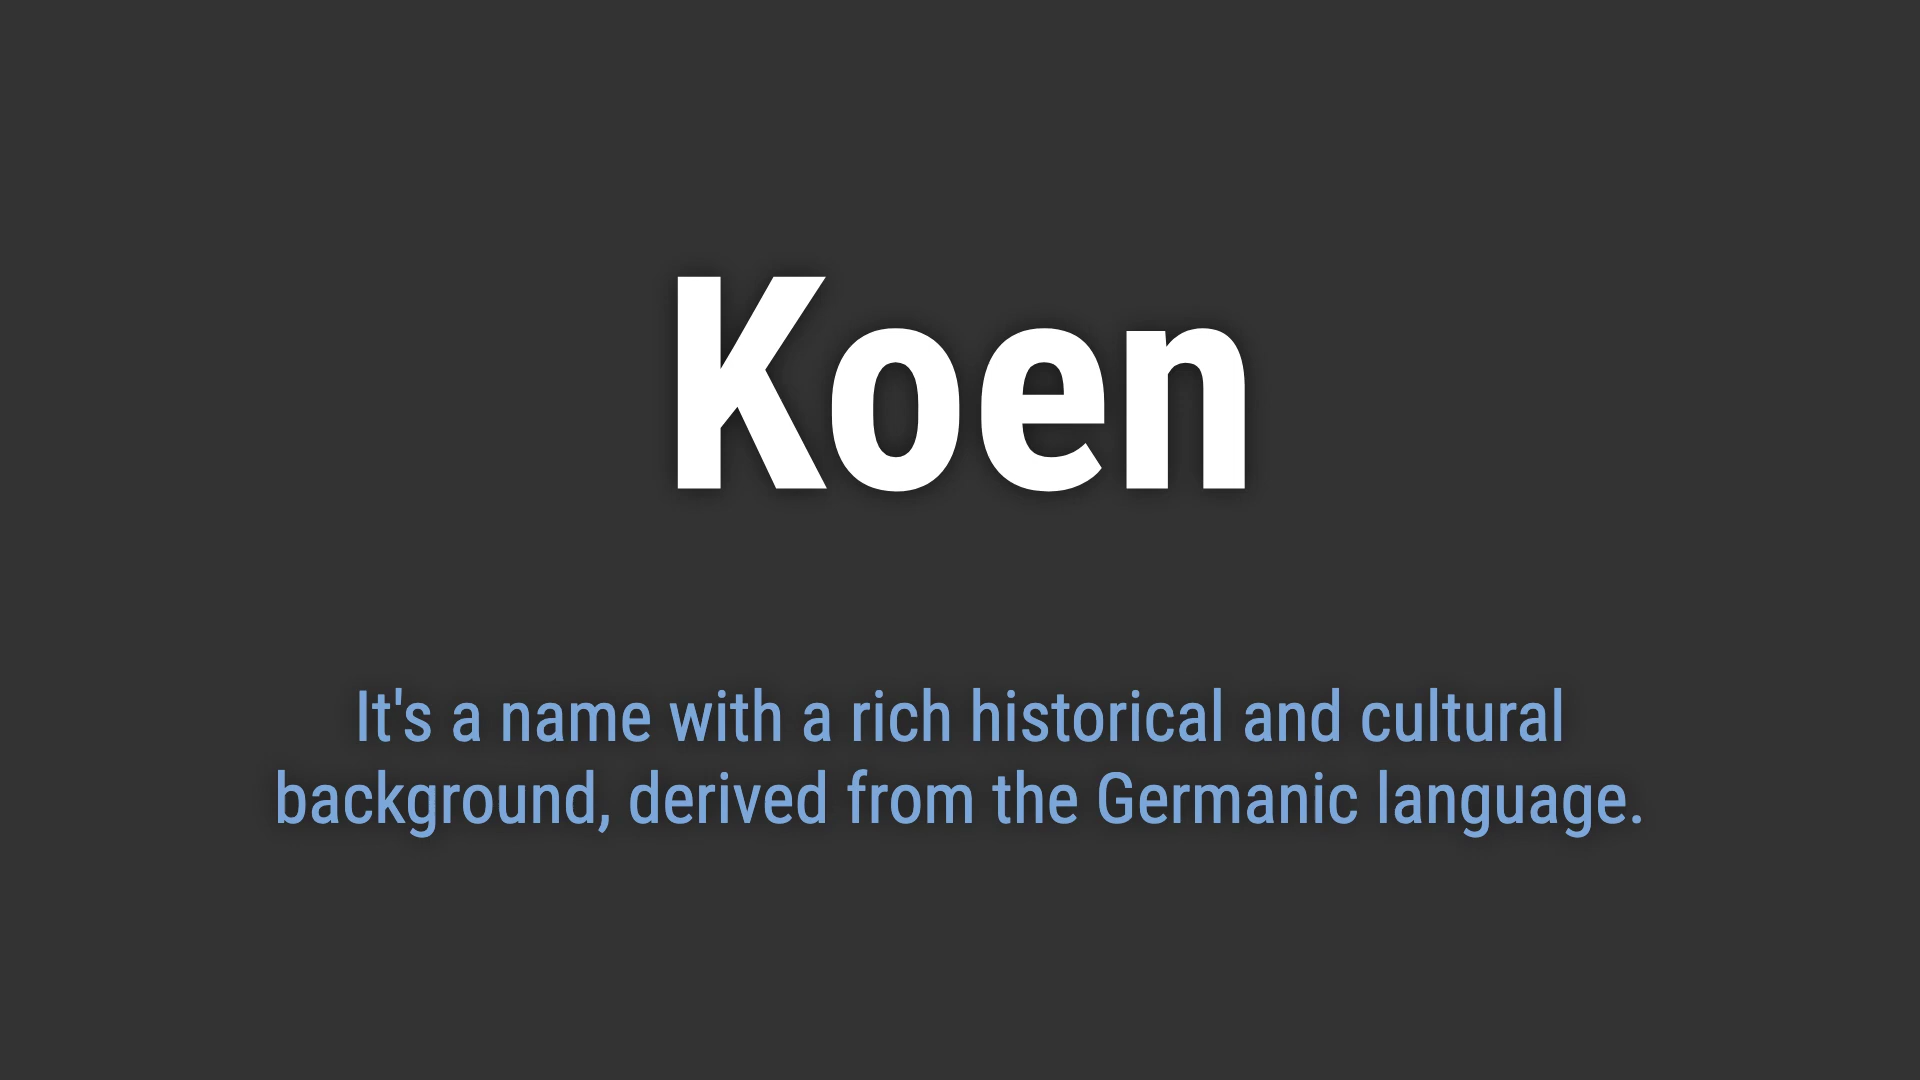 Koen
It's a name with a rich historical and cultural
background, derived from the Germanic language.